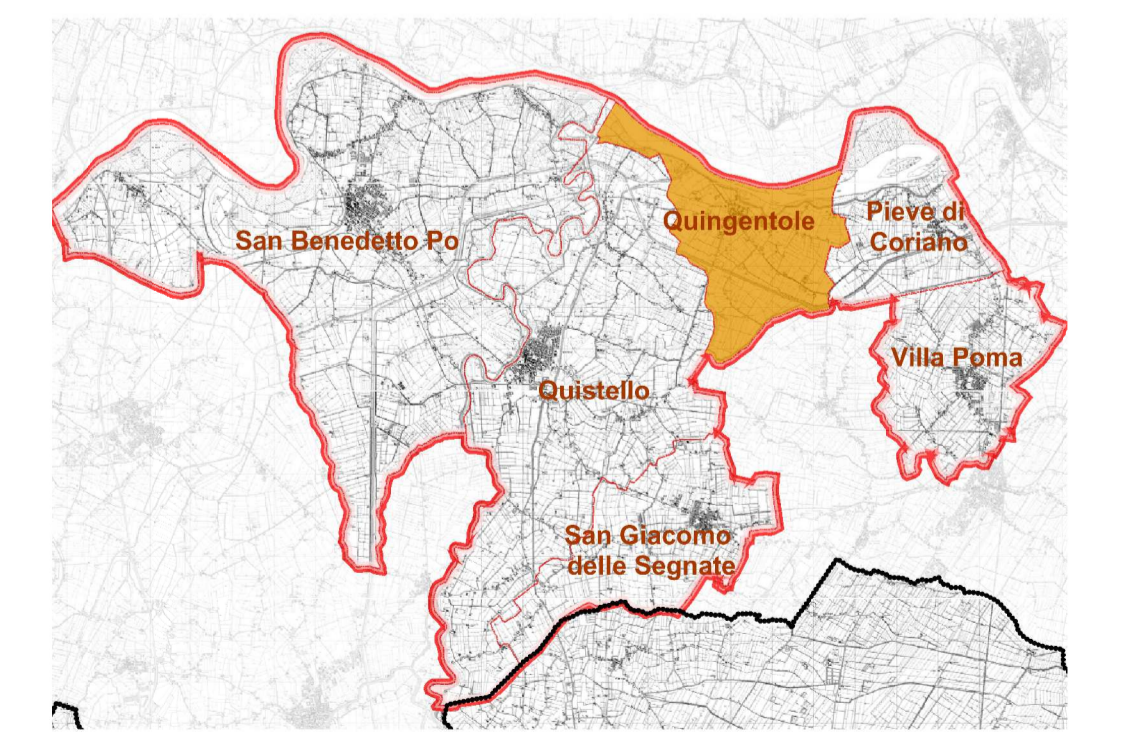 San Benedetto Po
Quingentole
Pieve di
Coriano
Villa Poma
Quistello
San Giacomo
delle Segnate